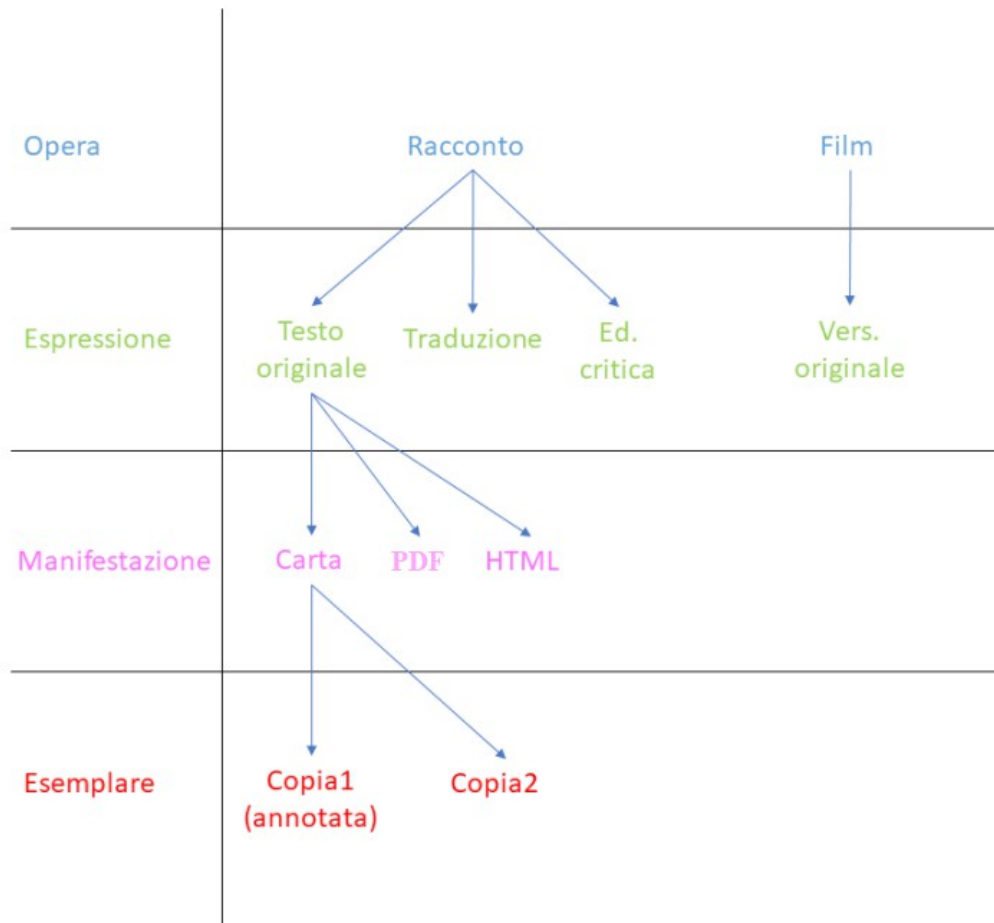 Opera
Racconto
Film
Espressione
Testo
originale
Traduzione
Ed.
critica
Vers.
originale
Manifestazione
Carta
PDF
HTML
Esemplare
Copia1
(annotata)
Copia2